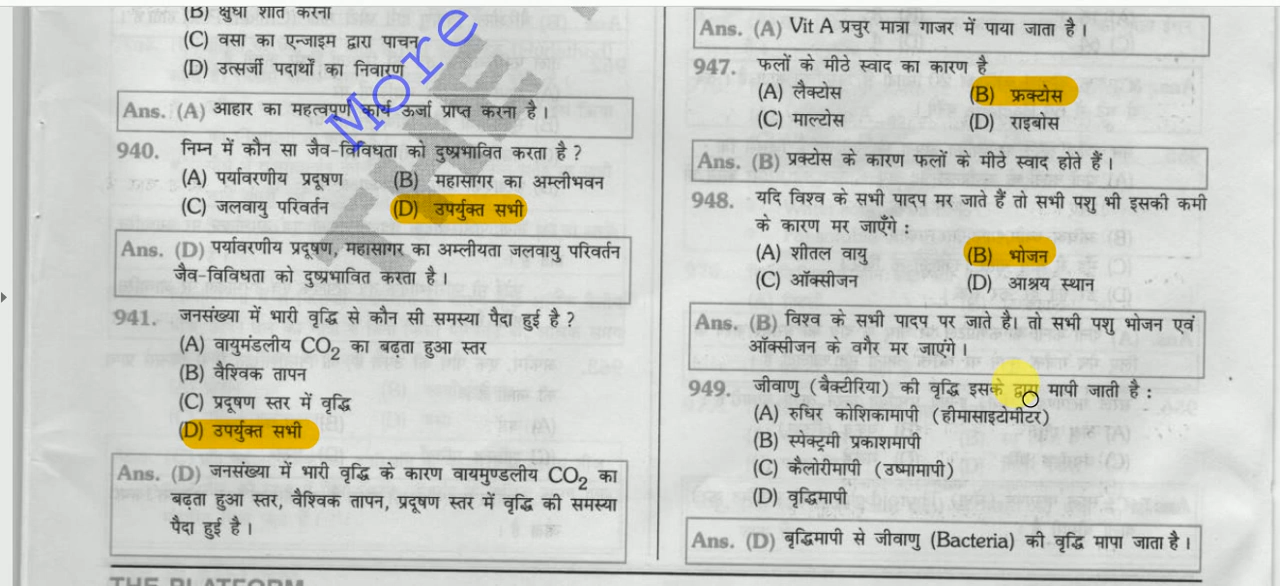 (B) क्षुधा शांत करना
(C) वसा का एन्जाइम द्वारा पाचन
(D) उत्सर्जी पदार्थों का निवारण
Ans. (A) आहार का महत्वपूर्ण कार्य ऊर्जा प्राप्त करना है।
940. निम्न में कौन सा जैव-विविधता को दुष्प्रभावित करता है ?
(A) पर्यावरणीय प्रदूषण (B) महासागर का अम्लीभवन
(C) जलवायु परिवर्तन (D) उपर्युक्त सभी
Ans. (D) पर्यावरणीय प्रदूषण, महासागर का अम्लीयता जलवायु परिवर्तन
जैव-विविधता को दुष्प्रभावित करता है।
941. जनसंख्या में भारी वृद्धि से कौन सी समस्या पैदा हुई है ?
(A) वायुमंडलीय CO2 का बढ़ता हुआ स्तर
(B) वैश्विक तापन
(C) प्रदूषण स्तर में वृद्धि
(D) उपर्युक्त सभी
Ans. (D) जनसंख्या में भारी वृद्धि के कारण वायमुण्डलीय CO2 का
बढ़ता हुआ स्तर, वैश्विक तापन, प्रदूषण स्तर में वृद्धि की समस्या
पैदा हुई है।
THE PLATFORM
More
THE
Ans. (A) Vit A प्रचुर मात्रा गाजर में पाया जाता है।
947. फलों के मीठे स्वाद का कारण है
(A) लैक्टोस (B) फ्रक्टोस
(C) माल्टोस (D) राइबोस
Ans. (B) फ्रक्टोस के कारण फलों के मीठे स्वाद होते हैं।
948. यदि विश्व के सभी पादप मर जाते हैं तो सभी पशु भी इसकी कमी
के कारण मर जाएँगे :
(A) शीतल वायु (B) भोजन
(C) ऑक्सीजन (D) आश्रय स्थान
Ans. (B) विश्व के सभी पादप पर जाते है। तो सभी पशु भोजन एवं
ऑक्सीजन के वगैर मर जाएंगे।
949. जीवाणु (बैक्टीरिया) की वृद्धि इसके द्वारा मापी जाती है :
(A) रुधिर कोशिकामापी (हीमासाइटोमीटर)
(B) स्पेक्ट्रमी प्रकाशमापी
(C) कैलोरीमापी (उष्मामापी)
(D) वृद्धिमापी
Ans. (D) बृद्धिमापी से जीवाणु (Bacteria) की वृद्धि मापा जाता है।